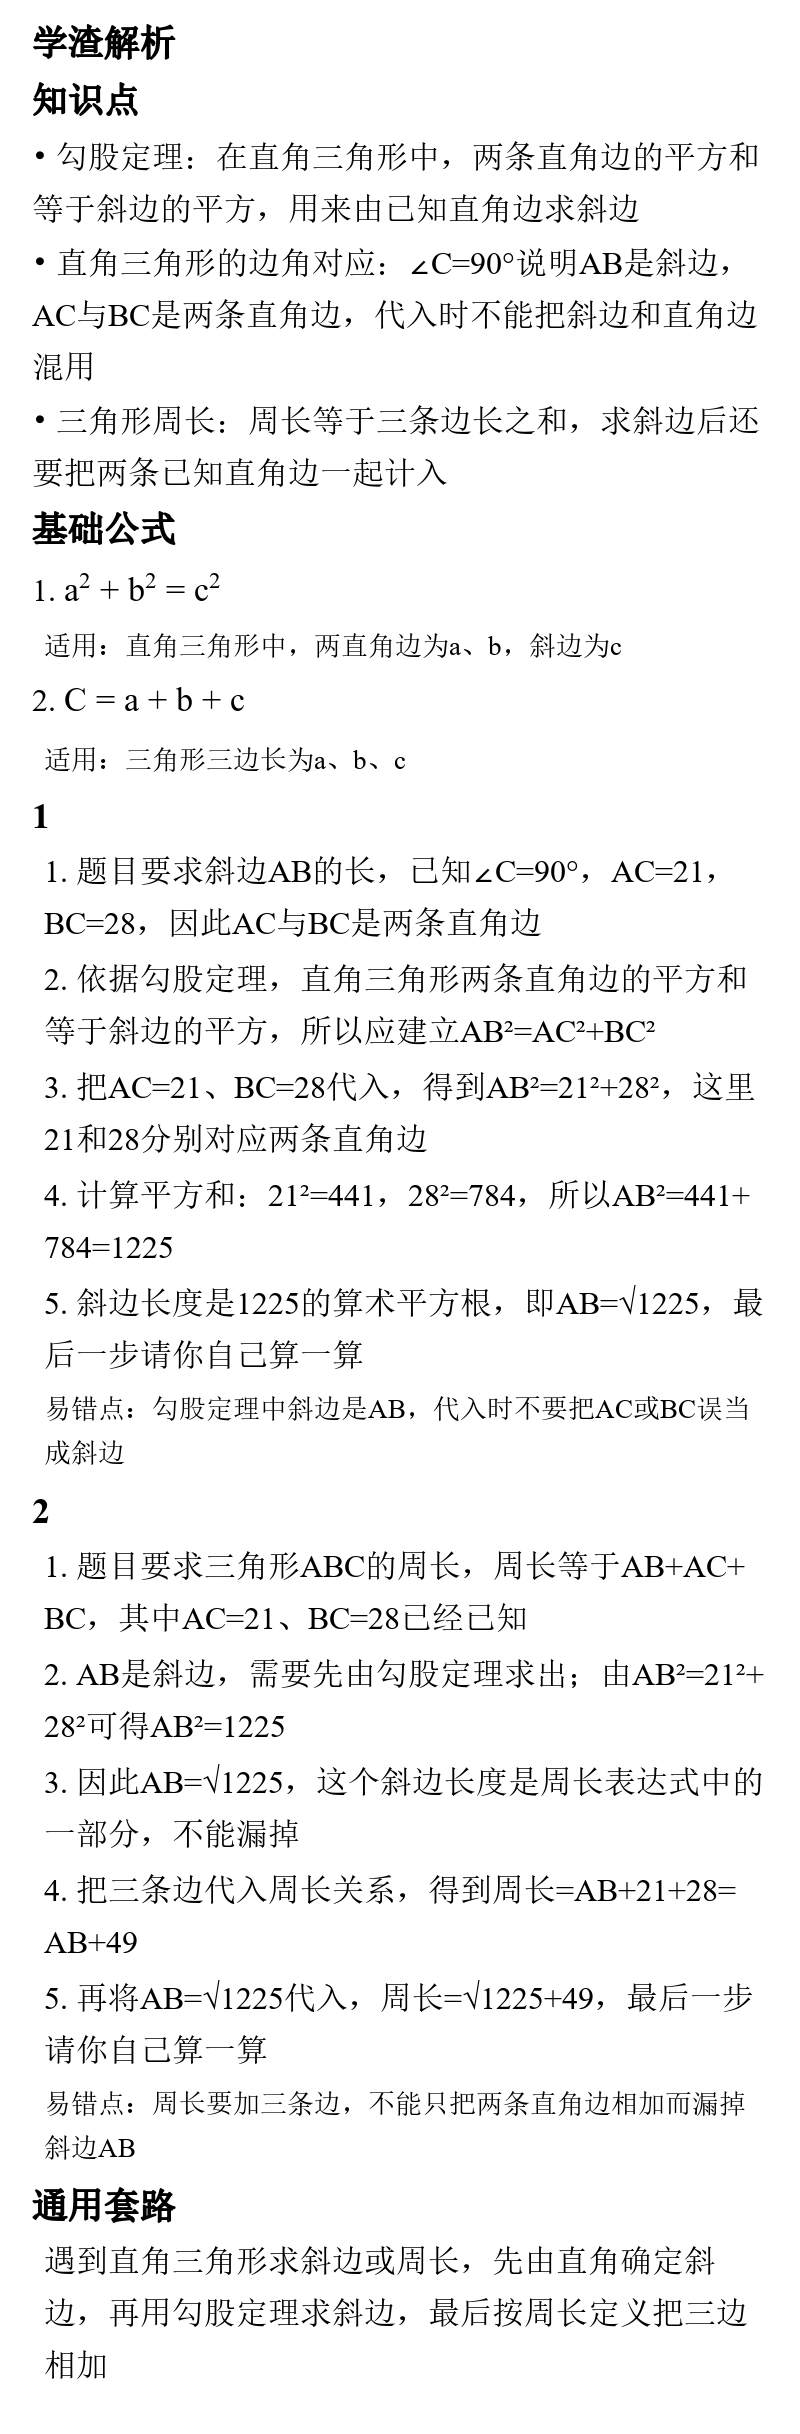 学渣解析
知识点
• 勾股定理：在直角三角形中，两条直角边的平方和
等于斜边的平方，用来由已知直角边求斜边
• 直角三角形的边角对应：∠C=90°说明AB是斜边，
AC与BC是两条直角边，代入时不能把斜边和直角边
混用
• 三角形周长：周长等于三条边长之和，求斜边后还
要把两条已知直角边一起计入
基础公式
1. a² + b² = c²
适用：直角三角形中，两直角边为a、b，斜边为c
2. C = a + b + c
适用：三角形三边长为a、b、c
1
1. 题目要求斜边AB的长，已知∠C=90°，AC=21，
BC=28，因此AC与BC是两条直角边
2. 依据勾股定理，直角三角形两条直角边的平方和
等于斜边的平方，所以应建立AB²=AC²+BC²
3. 把AC=21、BC=28代入，得到AB²=21²+28²，这里
21和28分别对应两条直角边
4. 计算平方和：21²=441，28²=784，所以AB²=441+
784=1225
5. 斜边长度是1225的算术平方根，即AB=√1225，最
后一步请你自己算一算
易错点：勾股定理中斜边是AB，代入时不要把AC或BC误当
成斜边
2
1. 题目要求三角形ABC的周长，周长等于AB+AC+
BC，其中AC=21、BC=28已经已知
2. AB是斜边，需要先由勾股定理求出；由AB²=21²+
28²可得AB²=1225
3. 因此AB=√1225，这个斜边长度是周长表达式中的
一部分，不能漏掉
4. 把三条边代入周长关系，得到周长=AB+21+28=
AB+49
5. 再将AB=√1225代入，周长=√1225+49，最后一步
请你自己算一算
易错点：周长要加三条边，不能只把两条直角边相加而漏掉
斜边AB
通用套路
遇到直角三角形求斜边或周长，先由直角确定斜
边，再用勾股定理求斜边，最后按周长定义把三边
相加